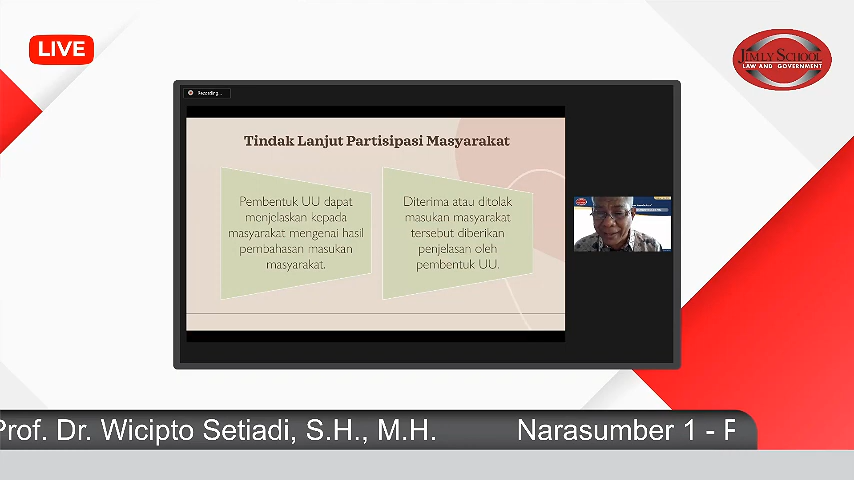 LIVE
JIMLY SCHOOL
LAW AND GOVERNMENT
Recording...
Tindak Lanjut Partisipasi Masyarakat
Pembentuk UU dapat
menjelaskan kepada
masyarakat mengenai hasil
pembahasan masukan
masyarakat.
Diterima atau ditolak
masukan masyarakat
tersebut diberikan
penjelasan oleh
pembentuk UU.
Prof. Dr. Wicipto Setiadi, S.H., M.H. Narasumber 1 - P